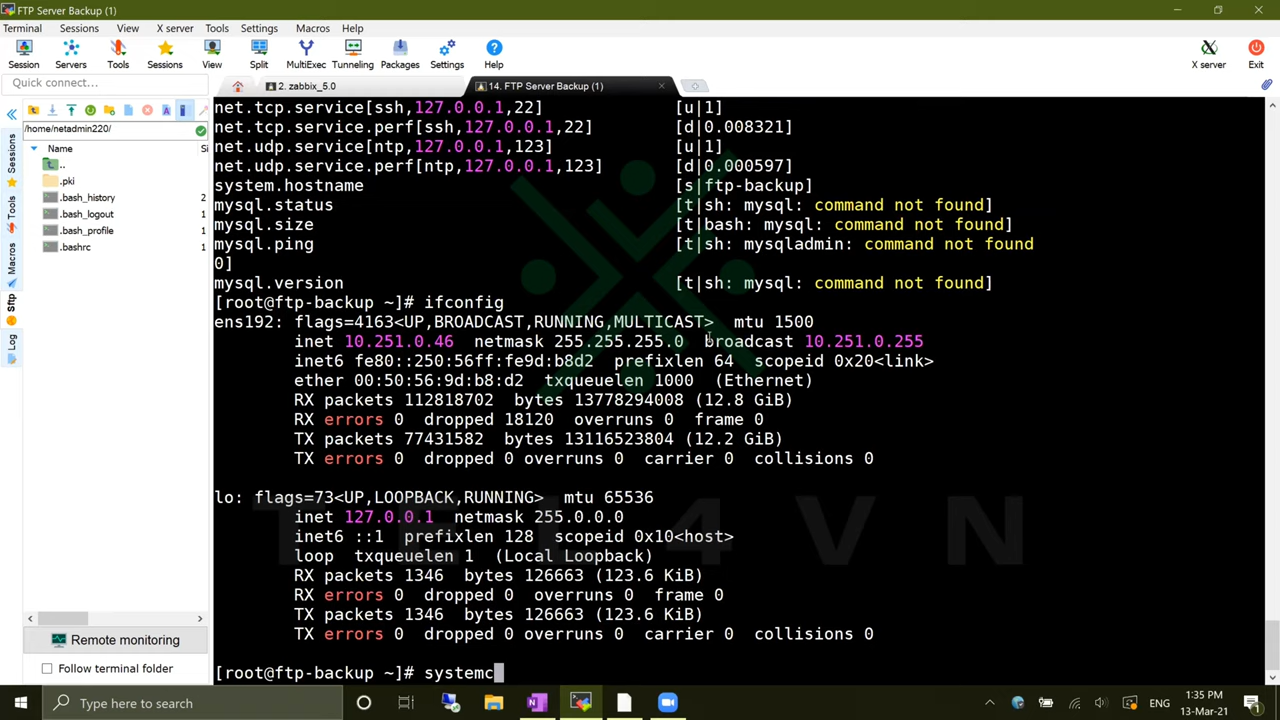 FTP Server Backup (1)
Terminal Sessions View X server Tools Settings Macros Help
Session Servers Tools Sessions View Split MultiExec Tunneling Packages Settings Help X server Exit
Quick connect...
2. zabbix_5.0
14. FTP Server Backup (1)
/home/netadmin220/
Name Si
..
.pki
.bash_history 2
.bash_logout 1
.bash_profile 1
.bashrc 1
Sessions
Tools
Macros
Sftp
Log
net.tcp.service[ssh,127.0.0.1,22] [u|1]
net.tcp.service.perf[ssh,127.0.0.1,22] [d|0.008321]
net.udp.service[ntp,127.0.0.1,123] [u|1]
net.udp.service.perf[ntp,127.0.0.1,123] [d|0.000597]
system.hostname [s|ftp-backup]
mysql.status [t|sh: mysql: command not found]
mysql.size [t|bash: mysql: command not found]
mysql.ping [t|sh: mysqladmin: command not found
0]
mysql.version [t|sh: mysql: command not found]
[root@ftp-backup ~]# ifconfig
ens192: flags=4163<UP,BROADCAST,RUNNING,MULTICAST> mtu 1500
inet 10.251.0.46 netmask 255.255.255.0 broadcast 10.251.0.255
inet6 fe80::250:56ff:fe9d:b8d2 prefixlen 64 scopeid 0x20<link>
ether 00:50:56:9d:b8:d2 txqueuelen 1000 (Ethernet)
RX packets 112818702 bytes 13778294008 (12.8 GiB)
RX errors 0 dropped 18120 overruns 0 frame 0
TX packets 77431582 bytes 13116523804 (12.2 GiB)
TX errors 0 dropped 0 overruns 0 carrier 0 collisions 0
lo: flags=73<UP,LOOPBACK,RUNNING> mtu 65536
inet 127.0.0.1 netmask 255.0.0.0
inet6 ::1 prefixlen 128 scopeid 0x10<host>
loop txqueuelen 1 (Local Loopback)
RX packets 1346 bytes 126663 (123.6 KiB)
RX errors 0 dropped 0 overruns 0 frame 0
TX packets 1346 bytes 126663 (123.6 KiB)
TX errors 0 dropped 0 overruns 0 carrier 0 collisions 0
[root@ftp-backup ~]# systemc
TEL4VN
Remote monitoring
Follow terminal folder
Type here to search
ENG
1:35 PM
13-Mar-21